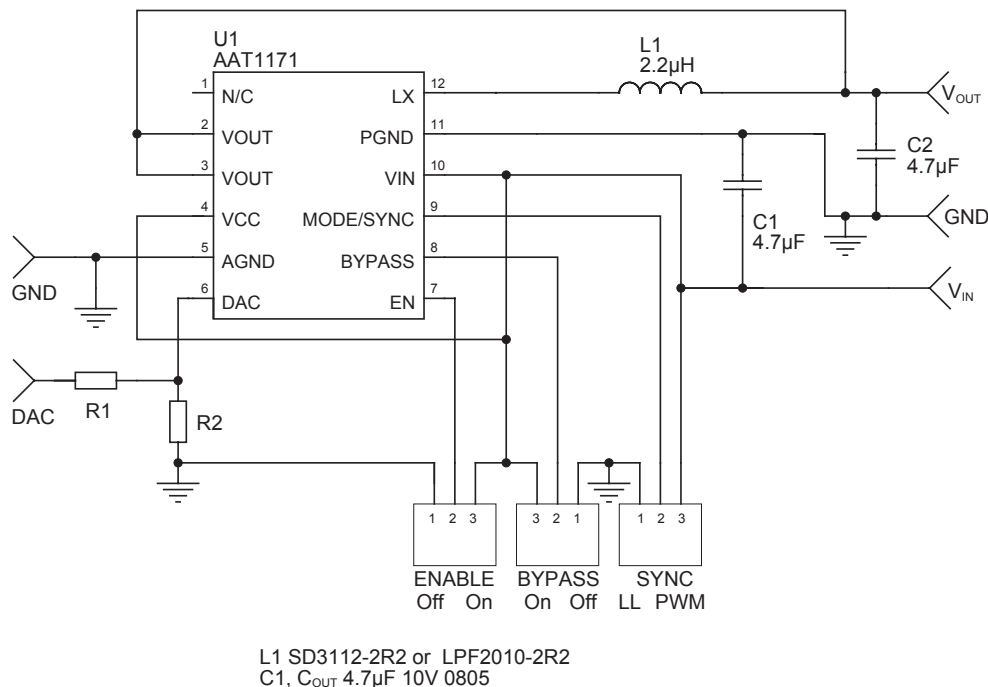 U1
AAT1171
L1
2.2µH
1 N/C LX 12
2 VOUT PGND 11
3 VOUT VIN 10
4 VCC MODE/SYNC 9
5 AGND BYPASS 8
6 DAC EN 7
VOUT
C2
4.7µF
GND
C1
4.7µF
VIN
GND
DAC
R1
R2
1 2 3
3 2 1
1 2 3
ENABLE
Off On
BYPASS
On Off
SYNC
LL PWM
L1 SD3112-2R2 or LPF2010-2R2
C1, COUT 4.7µF 10V 0805